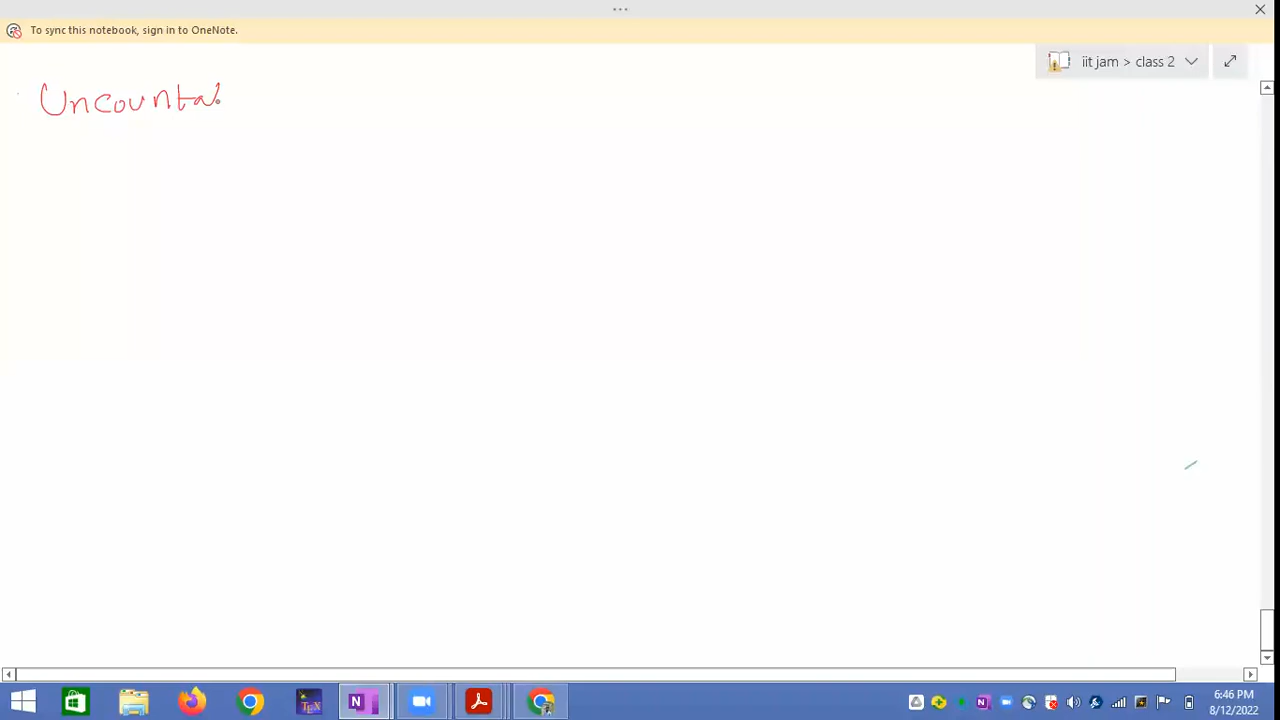 To sync this notebook, sign in to OneNote.
iit jam > class 2
Uncounta
6:46 PM
8/12/2022